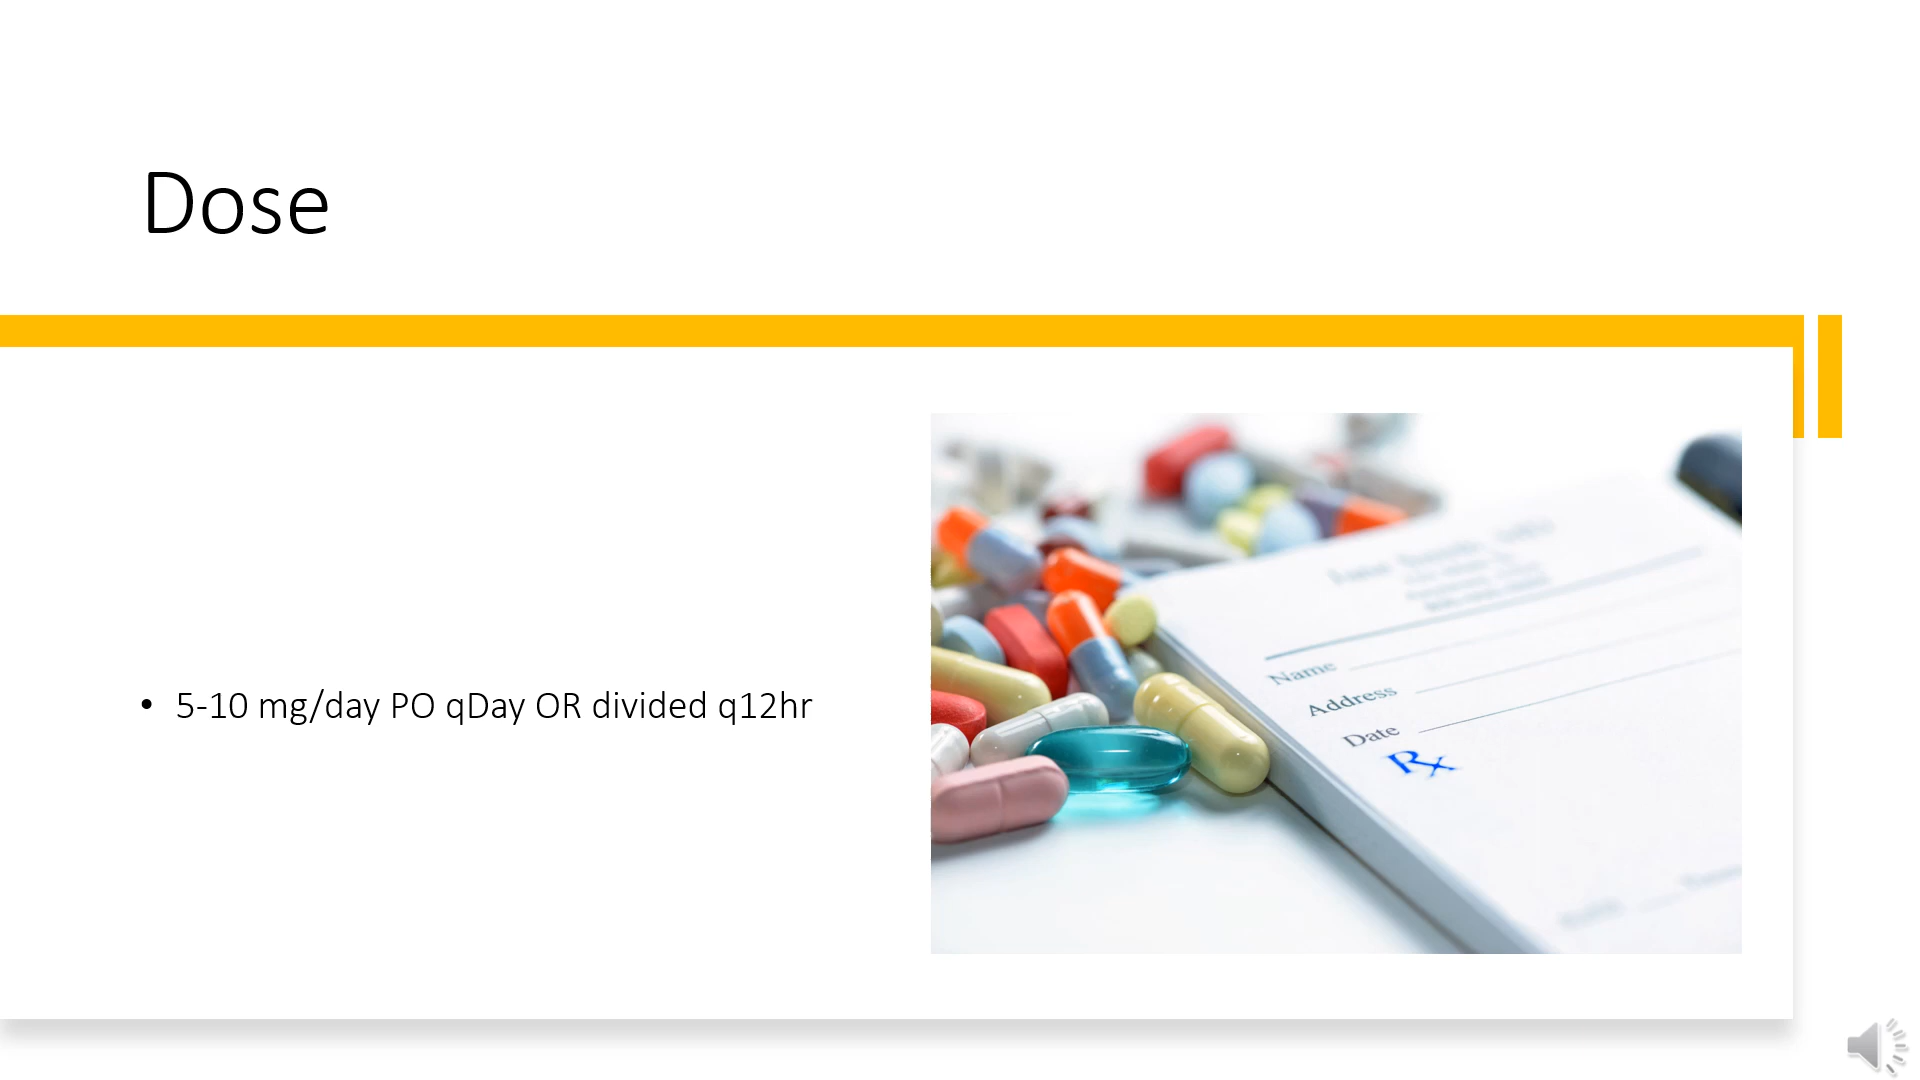 Dose
• 5-10 mg/day PO qDay OR divided q12hr
Name
Address
Date
Rx